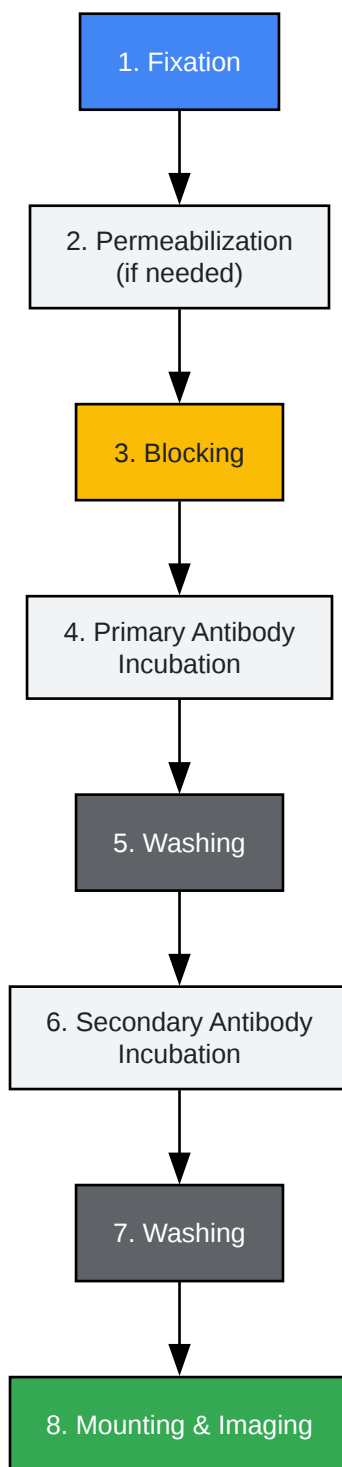 1. Fixation
2. Permeabilization
(if needed)
3. Blocking
4. Primary Antibody
Incubation
5. Washing
6. Secondary Antibody
Incubation
7. Washing
8. Mounting & Imaging